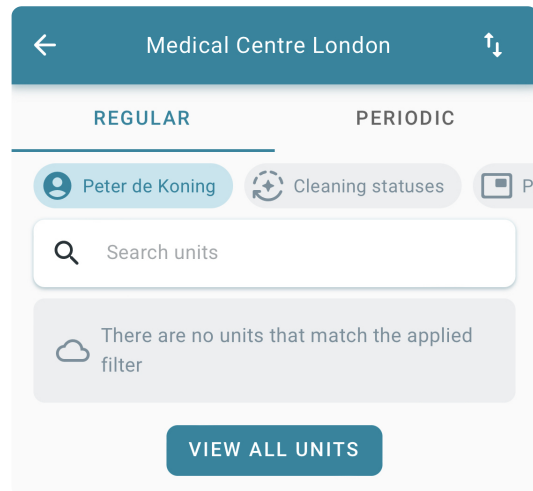 Medical Centre London
REGULAR PERIODIC
Peter de Koning Cleaning statuses P
Search units
There are no units that match the applied
filter
VIEW ALL UNITS